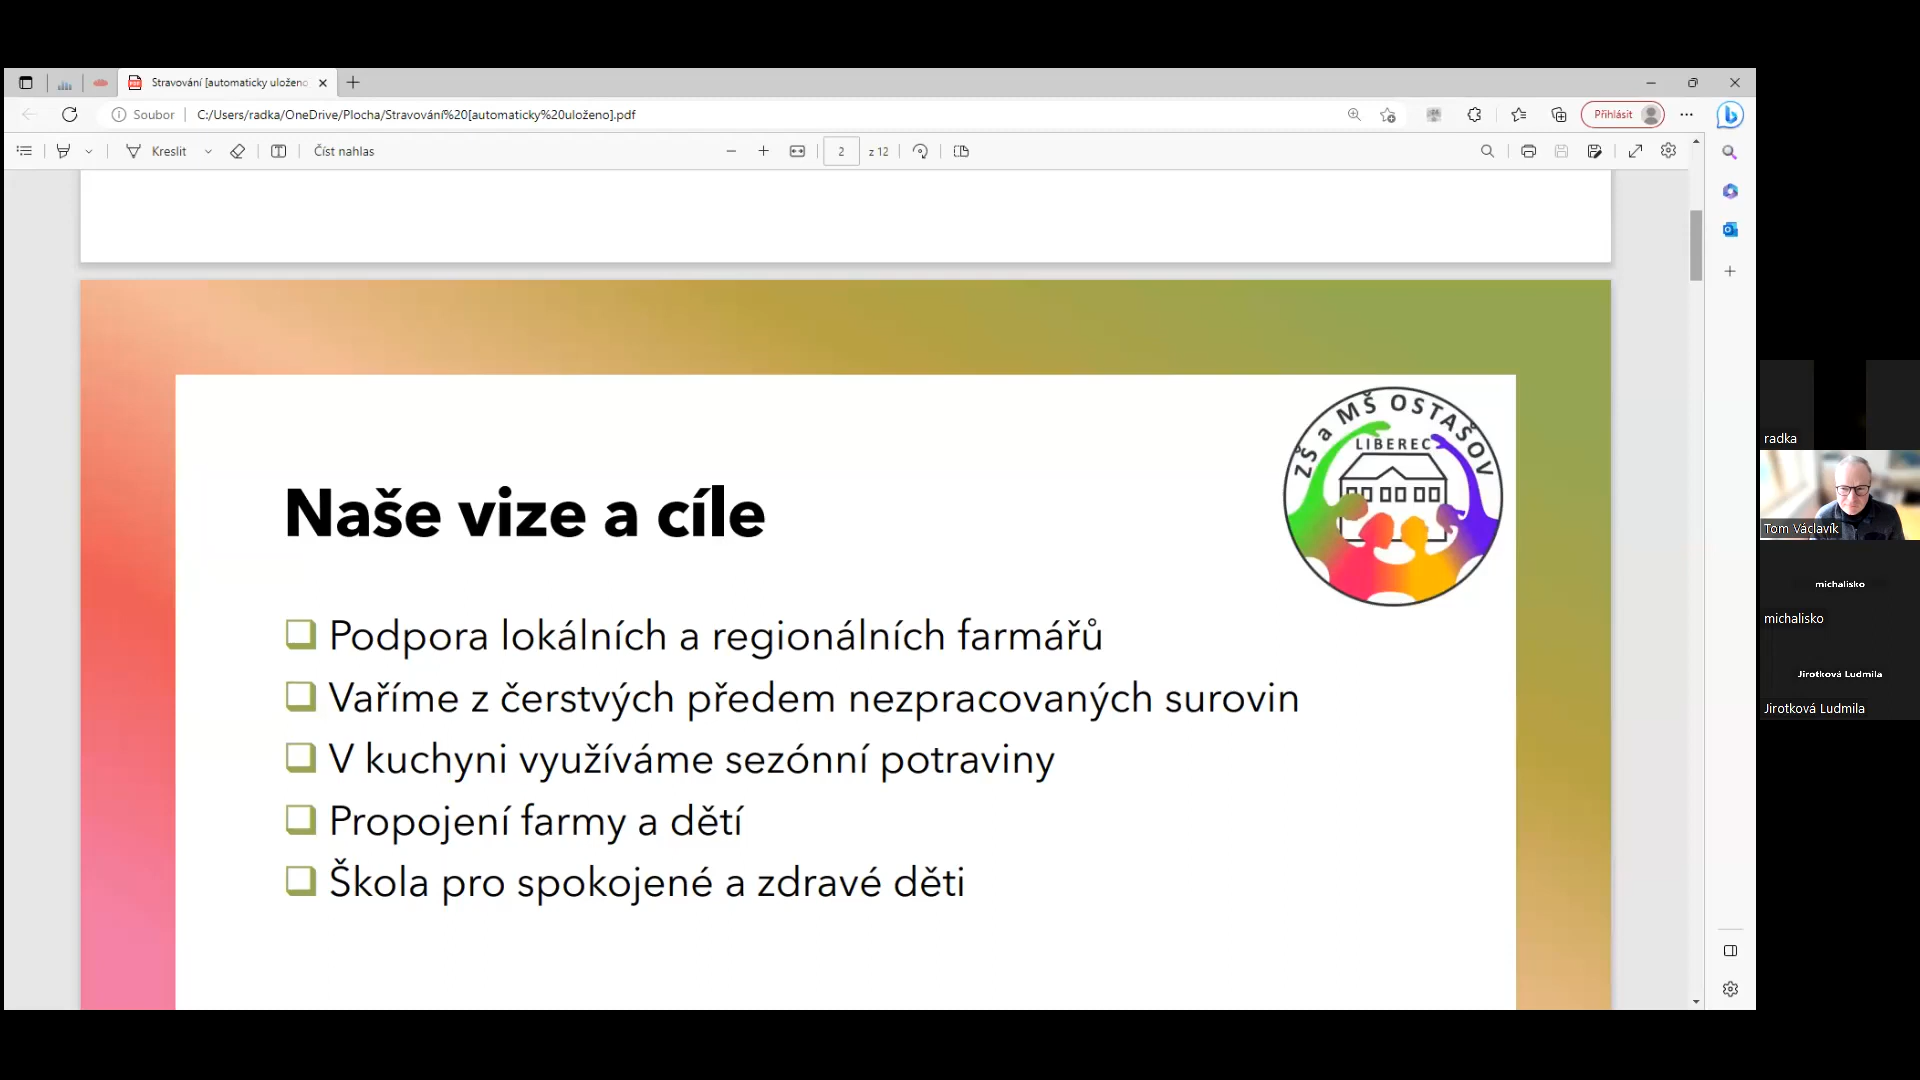 Stravování [automaticky uloženo
Soubor
C:/Users/radka/OneDrive/Plocha/Stravování%20[automaticky%20uloženo].pdf
Přihlásit
Kreslit
Číst nahlas
2
z 12
ZŠ a MŠ OSTAŠOV
LIBEREC
Naše vize a cíle
Podpora lokálních a regionálních farmářů
Vaříme z čerstvých předem nezpracovaných surovin
V kuchyni využíváme sezónní potraviny
Propojení farmy a dětí
Škola pro spokojené a zdravé děti
radka
Tom Václavík
michalisko
michalisko
Jirotková Ludmila
Jirotková Ludmila